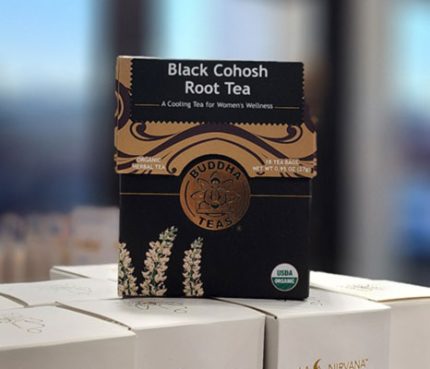 Black Cohosh
Root Tea
A Cooling Tea for Women's Wellness
ORGANIC
HERBAL TEA
18 TEA BAGS
NET WT 0.95 OZ (27g)
BUDDHA
TEAS
USDA
ORGANIC
NIRVANA™